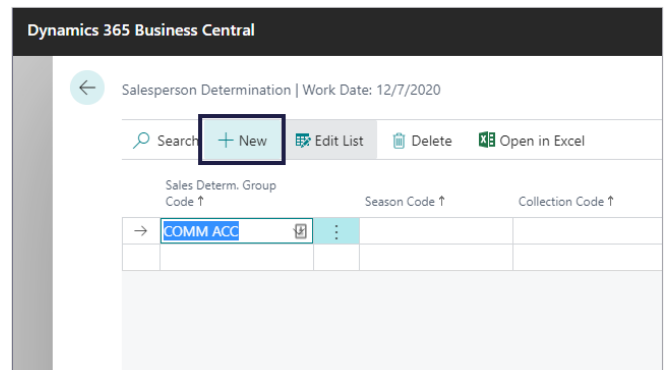 Dynamics 365 Business Central
Salesperson Determination | Work Date: 12/7/2020
Search + New Edit List Delete Open in Excel
Sales Determ. Group
Code ↑ Season Code ↑ Collection Code ↑
→ COMM ACC